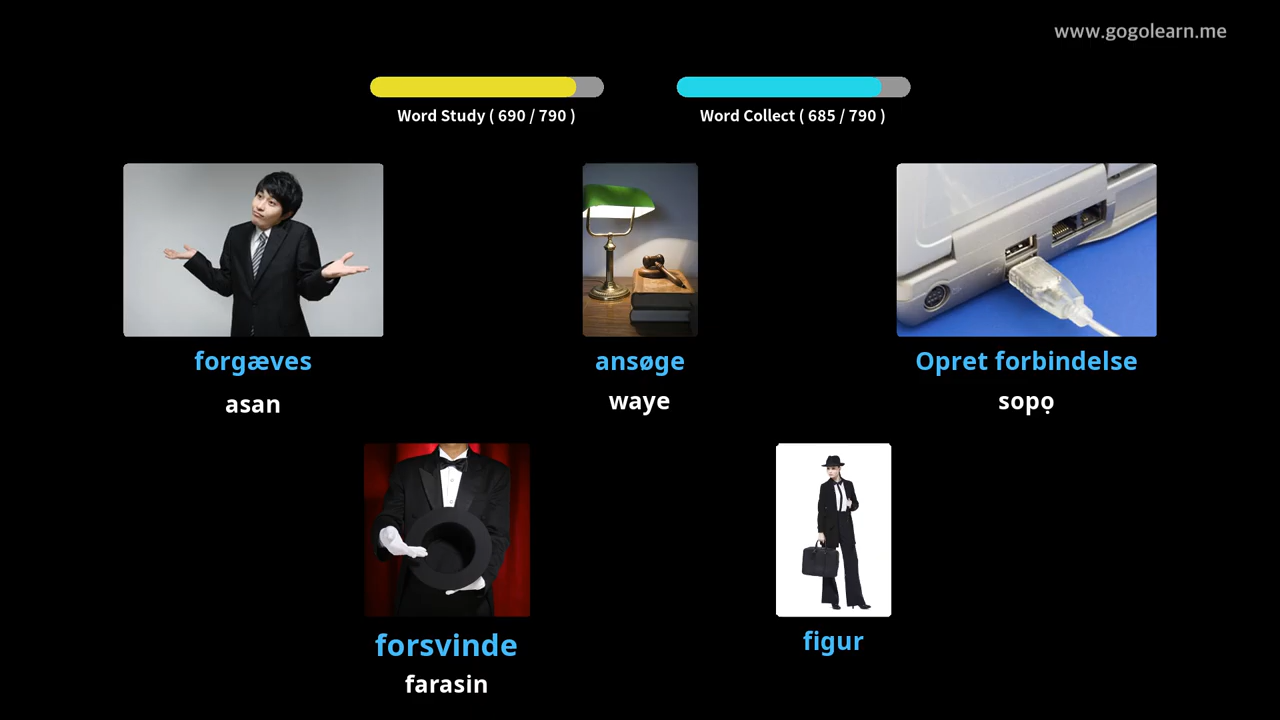 www.gogolearn.me
Word Study ( 690 / 790 )
Word Collect ( 685 / 790 )
forgæves
asan
ansøge
waye
Opret forbindelse
sopọ
forsvinde
farasin
figur